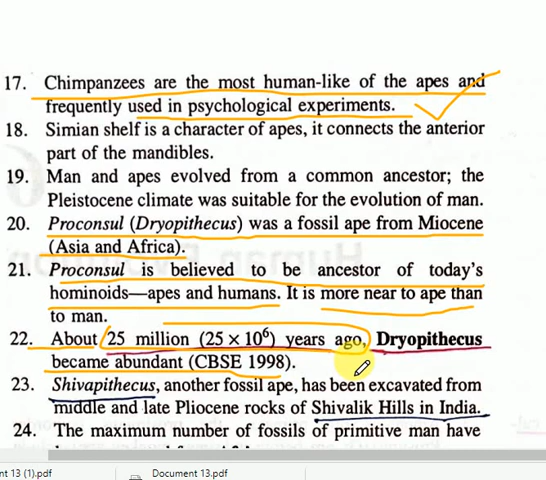 17. Chimpanzees are the most human-like of the apes and
frequently used in psychological experiments.
18. Simian shelf is a character of apes, it connects the anterior
part of the mandibles.
19. Man and apes evolved from a common ancestor; the
Pleistocene climate was suitable for the evolution of man.
20. Proconsul (Dryopithecus) was a fossil ape from Miocene
(Asia and Africa).
21. Proconsul is believed to be ancestor of today's
hominoids—apes and humans. It is more near to ape than
to man.
22. About 25 million (25 × 10⁶) years ago, Dryopithecus
became abundant (CBSE 1998).
23. Shivapithecus, another fossil ape, has been excavated from
middle and late Pliocene rocks of Shivalik Hills in India.
24. The maximum number of fossils of primitive man have
nt 13 (1).pdf
Document 13.pdf